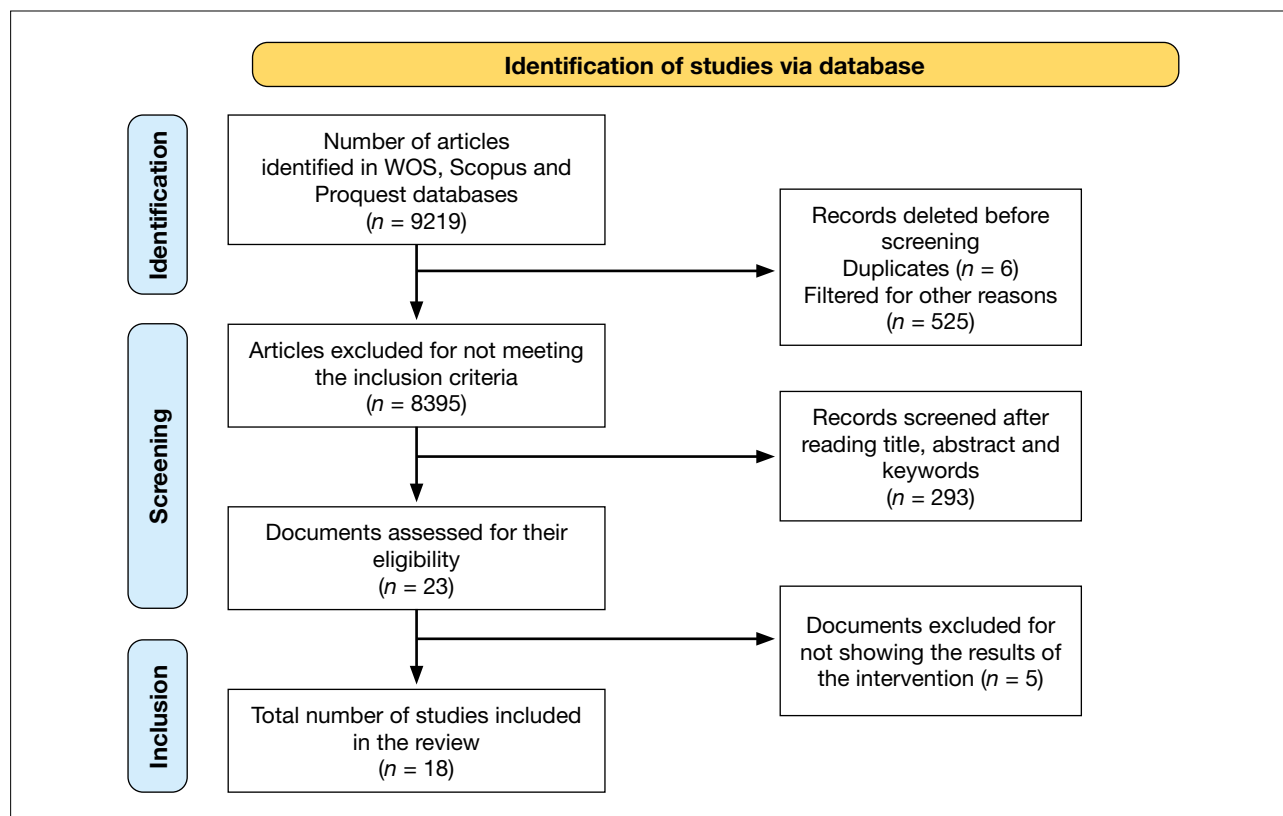 Identification of studies via database
Identification
Number of articles
identified in WOS, Scopus and
Proquest databases
(n = 9219)
Records deleted before
screening
Duplicates (n = 6)
Filtered for other reasons
(n = 525)
Screening
Articles excluded for not meeting
the inclusion criteria
(n = 8395)
Records screened after
reading title, abstract and
keywords
(n = 293)
Documents assessed for their
eligibility
(n = 23)
Documents excluded for
not showing the results of
the intervention (n = 5)
Inclusion
Total number of studies included
in the review
(n = 18)